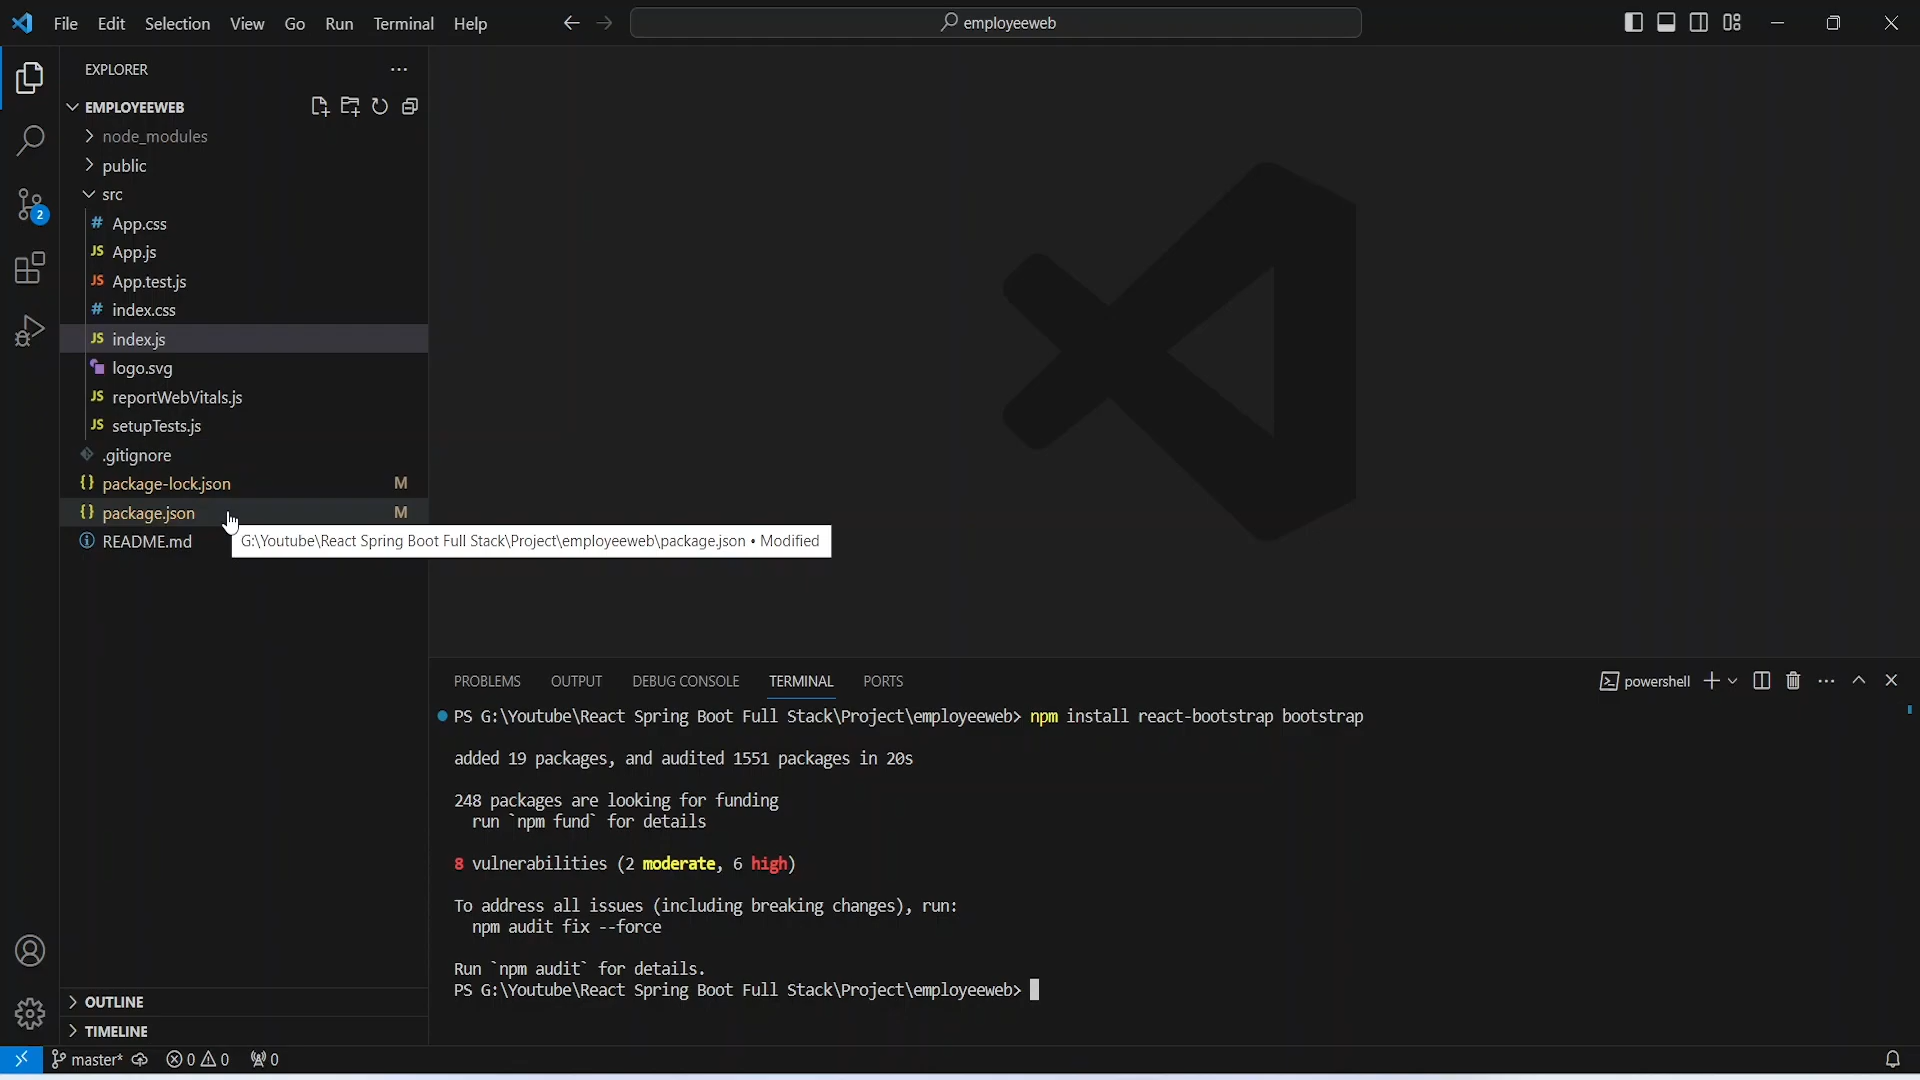 File Edit Selection View Go Run Terminal Help
employeeweb
EXPLORER
EMPLOYEEWEB
node_modules
public
src
# App.css
JS App.js
JS App.test.js
# index.css
JS index.js
logo.svg
JS reportWebVitals.js
JS setupTests.js
.gitignore
{} package-lock.json M
{} package.json M
README.md
G:\Youtube\React Spring Boot Full Stack\Project\employeeweb\package.json • Modified
2
OUTLINE
TIMELINE
PROBLEMS OUTPUT DEBUG CONSOLE TERMINAL PORTS
powershell
PS G:\Youtube\React Spring Boot Full Stack\Project\employeeweb> npm install react-bootstrap bootstrap
added 19 packages, and audited 1551 packages in 20s
248 packages are looking for funding
run `npm fund` for details
8 vulnerabilities (2 moderate, 6 high)
To address all issues (including breaking changes), run:
npm audit fix --force
Run `npm audit` for details.
PS G:\Youtube\React Spring Boot Full Stack\Project\employeeweb>
master* 0 0 0